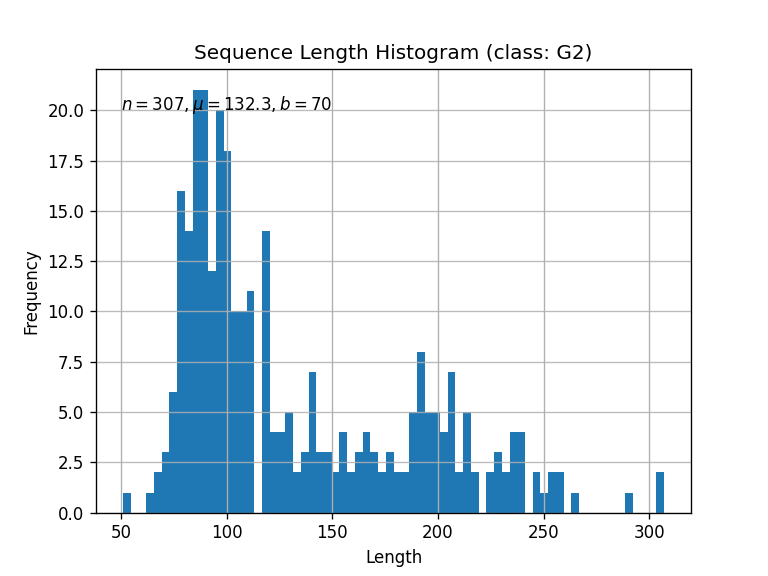 Sequence Length Histogram (class: G2)
n = 307, μ = 132.3, b = 70
20.0
17.5
15.0
12.5
10.0
7.5
5.0
2.5
0.0
Frequency
50 100 150 200 250 300
Length